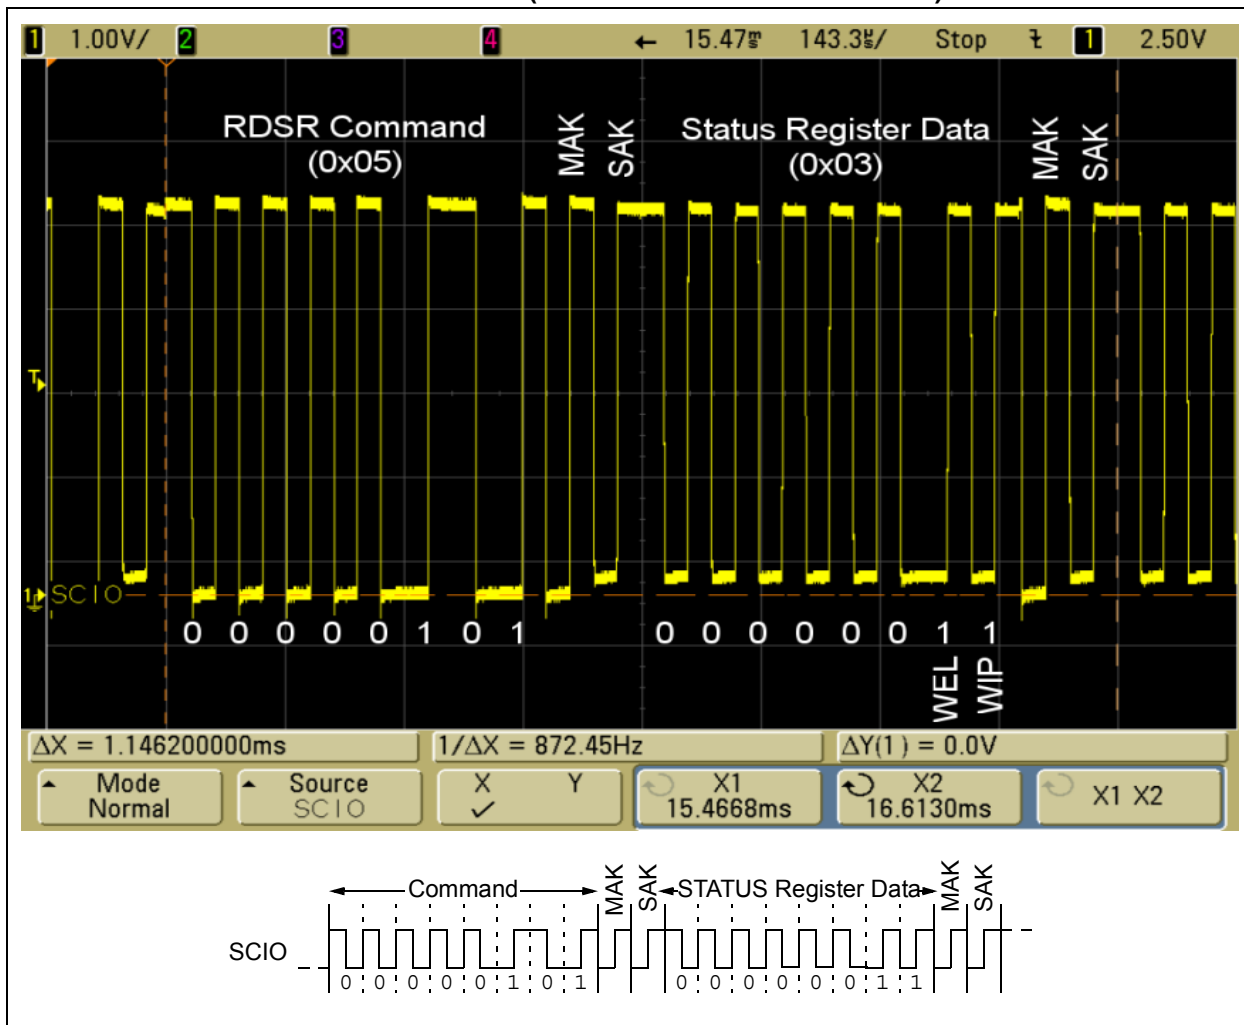 1 1.00V/ 2 3 4 ← 15.47ms 143.3µs/ Stop 1 2.50V
RDSR Command
(0x05)
MAK
SAK
Status Register Data
(0x03)
MAK
SAK
T
1 SCIO
0 0 0 0 0 1 0 1 0 0 0 0 0 0 1 1
WEL
WIP
ΔX = 1.146200000ms 1/ΔX = 872.45Hz ΔY(1) = 0.0V
Mode
Normal
Source
SCIO
X Y
✓
X1
15.4668ms
X2
16.6130ms
X1 X2
Command
MAK
SAK
STATUS Register Data
MAK
SAK
SCIO
0 0 0 0 0 1 0 1 0 0 0 0 0 0 1 1